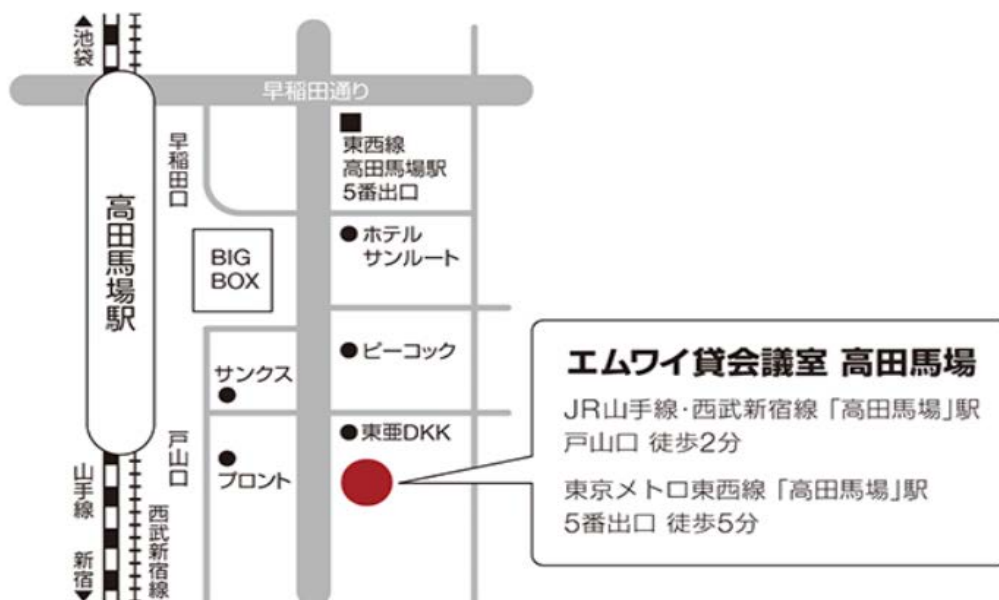 ▲池袋
早稲田通り
早稲田口
高田馬場駅
東西線
高田馬場駅
5番出口
ホテル
サンルート
BIG
BOX
ピーコック
サンクス
東亜DKK
戸山口
プロント
山手線 新宿▼
西武新宿線
エムワイ貸会議室 高田馬場
JR山手線・西武新宿線「高田馬場」駅
戸山口 徒歩2分
東京メトロ東西線「高田馬場」駅
5番出口 徒歩5分